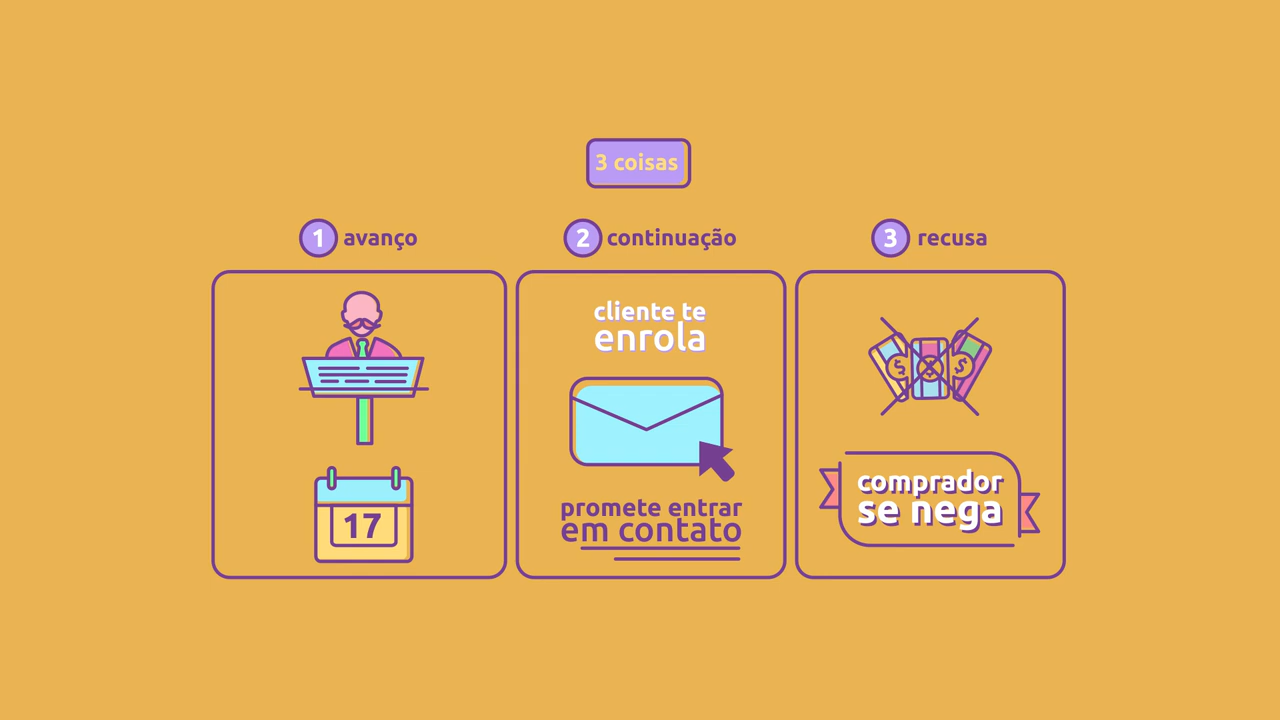 3 coisas
1 avanço
2 continuação
3 recusa
17
cliente te
enrola
promete entrar
em contato
$ $
comprador
se nega